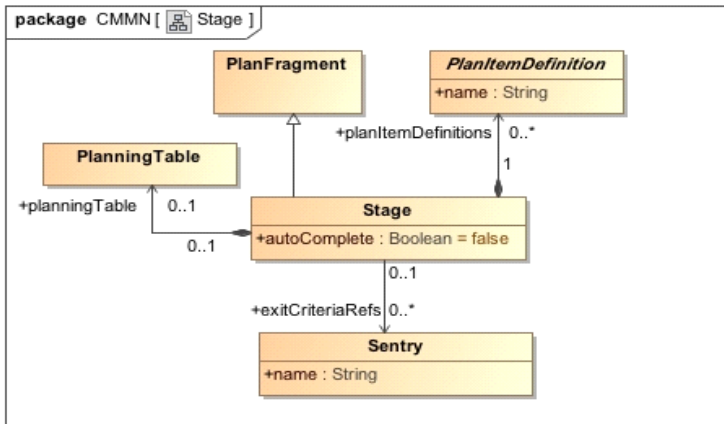 package CMMN [ Stage ]
PlanFragment
PlanItemDefinition
+name : String
+planItemDefinitions 0..*
1
PlanningTable
+planningTable 0..1
0..1
Stage
+autoComplete : Boolean = false
0..1
+exitCriteriaRefs 0..*
Sentry
+name : String